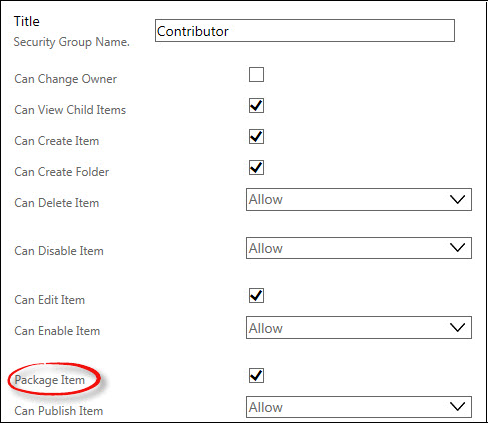 Title
Security Group Name.
Contributor
Can Change Owner
Can View Child Items
Can Create Item
Can Create Folder
Can Delete Item Allow
Can Disable Item Allow
Can Edit Item
Can Enable Item Allow
Package Item
Can Publish Item Allow